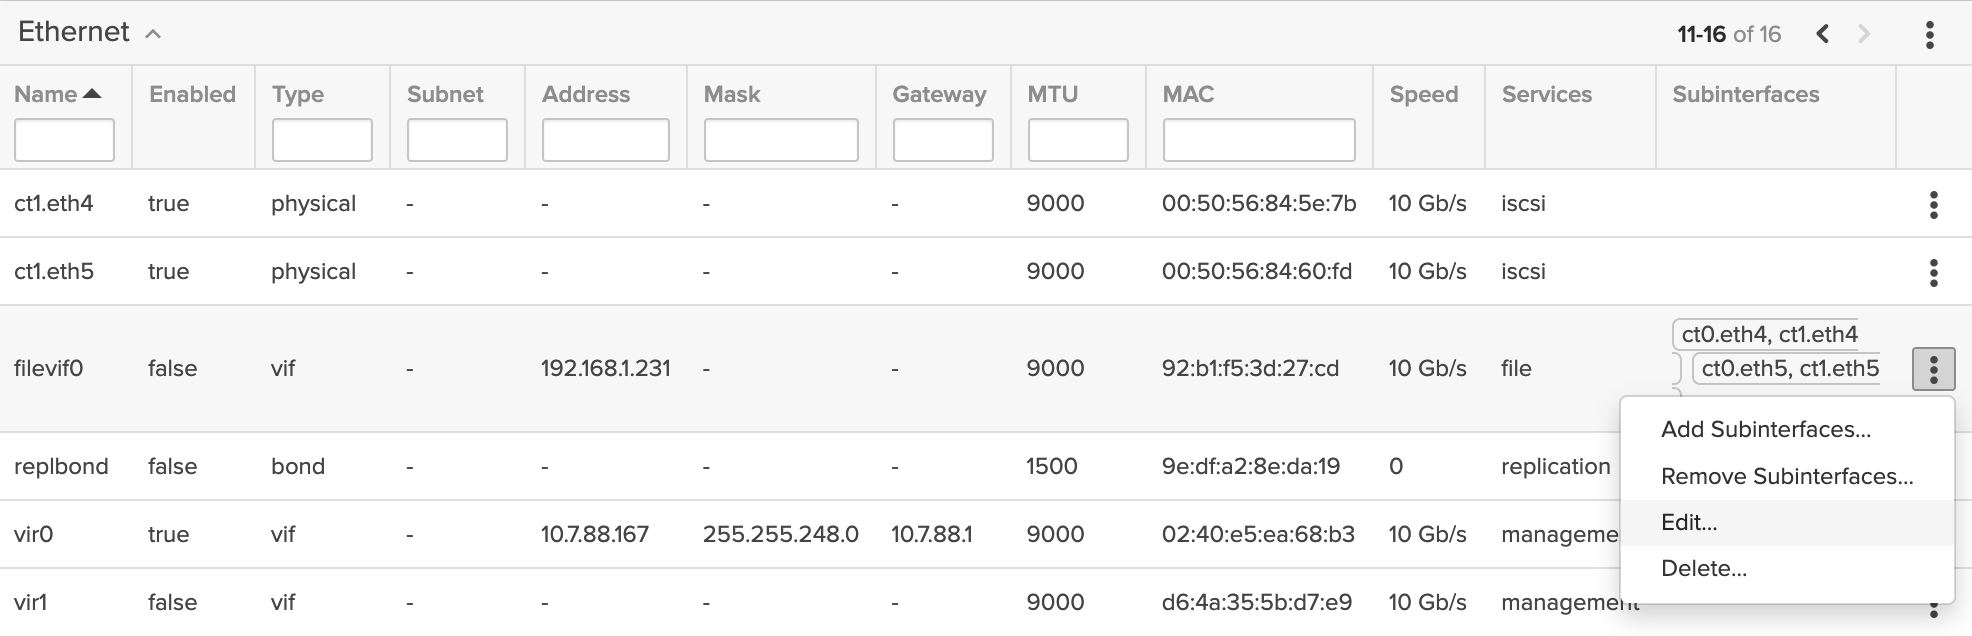 Ethernet 11-16 of 16
Name Enabled Type Subnet Address Mask Gateway MTU MAC Speed Services Subinterfaces
ct1.eth4 true physical - - - - 9000 00:50:56:84:5e:7b 10 Gb/s iscsi
ct1.eth5 true physical - - - - 9000 00:50:56:84:60:fd 10 Gb/s iscsi
ct0.eth4, ct1.eth4
filevif0 false vif - 192.168.1.231 - - 9000 92:b1:f5:3d:27:cd 10 Gb/s file ct0.eth5, ct1.eth5
Add Subinterfaces...
replbond false bond - - - - 1500 9e:df:a2:8e:da:19 0 replication Remove Subinterfaces...
Edit...
vir0 true vif - 10.7.88.167 255.255.248.0 10.7.88.1 9000 02:40:e5:ea:68:b3 10 Gb/s manageme
Delete...
vir1 false vif - - - - 9000 d6:4a:35:5b:d7:e9 10 Gb/s management